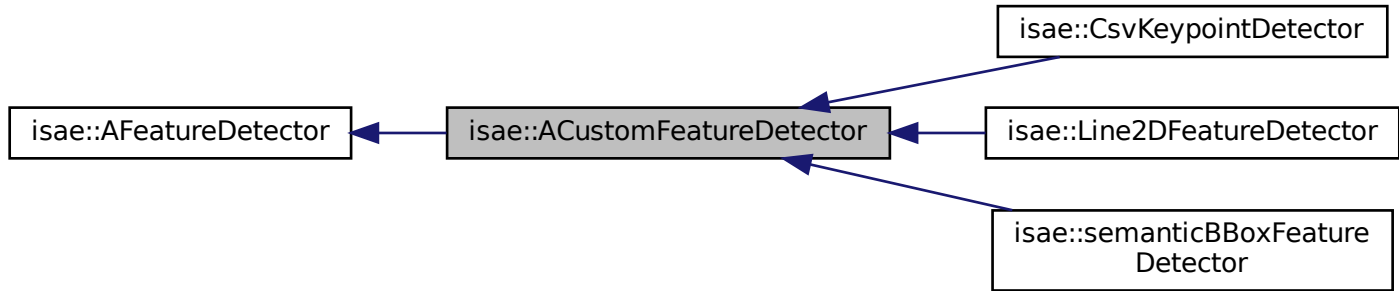 isae::AFeatureDetector
isae::ACustomFeatureDetector
isae::CsvKeypointDetector
isae::Line2DFeatureDetector
isae::semanticBBoxFeature
Detector